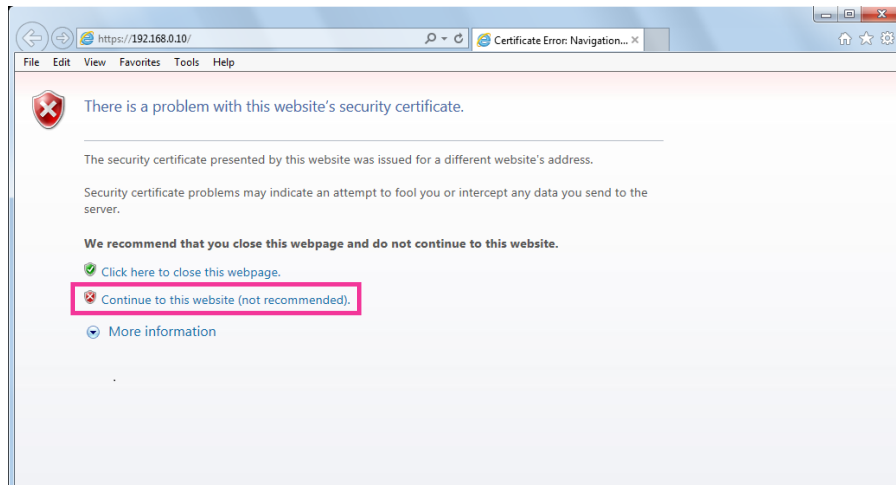 https://192.168.0.10/
Certificate Error: Navigation...
File Edit View Favorites Tools Help
There is a problem with this website's security certificate.
The security certificate presented by this website was issued for a different website's address.
Security certificate problems may indicate an attempt to fool you or intercept any data you send to the
server.
We recommend that you close this webpage and do not continue to this website.
Click here to close this webpage.
Continue to this website (not recommended).
More information
.